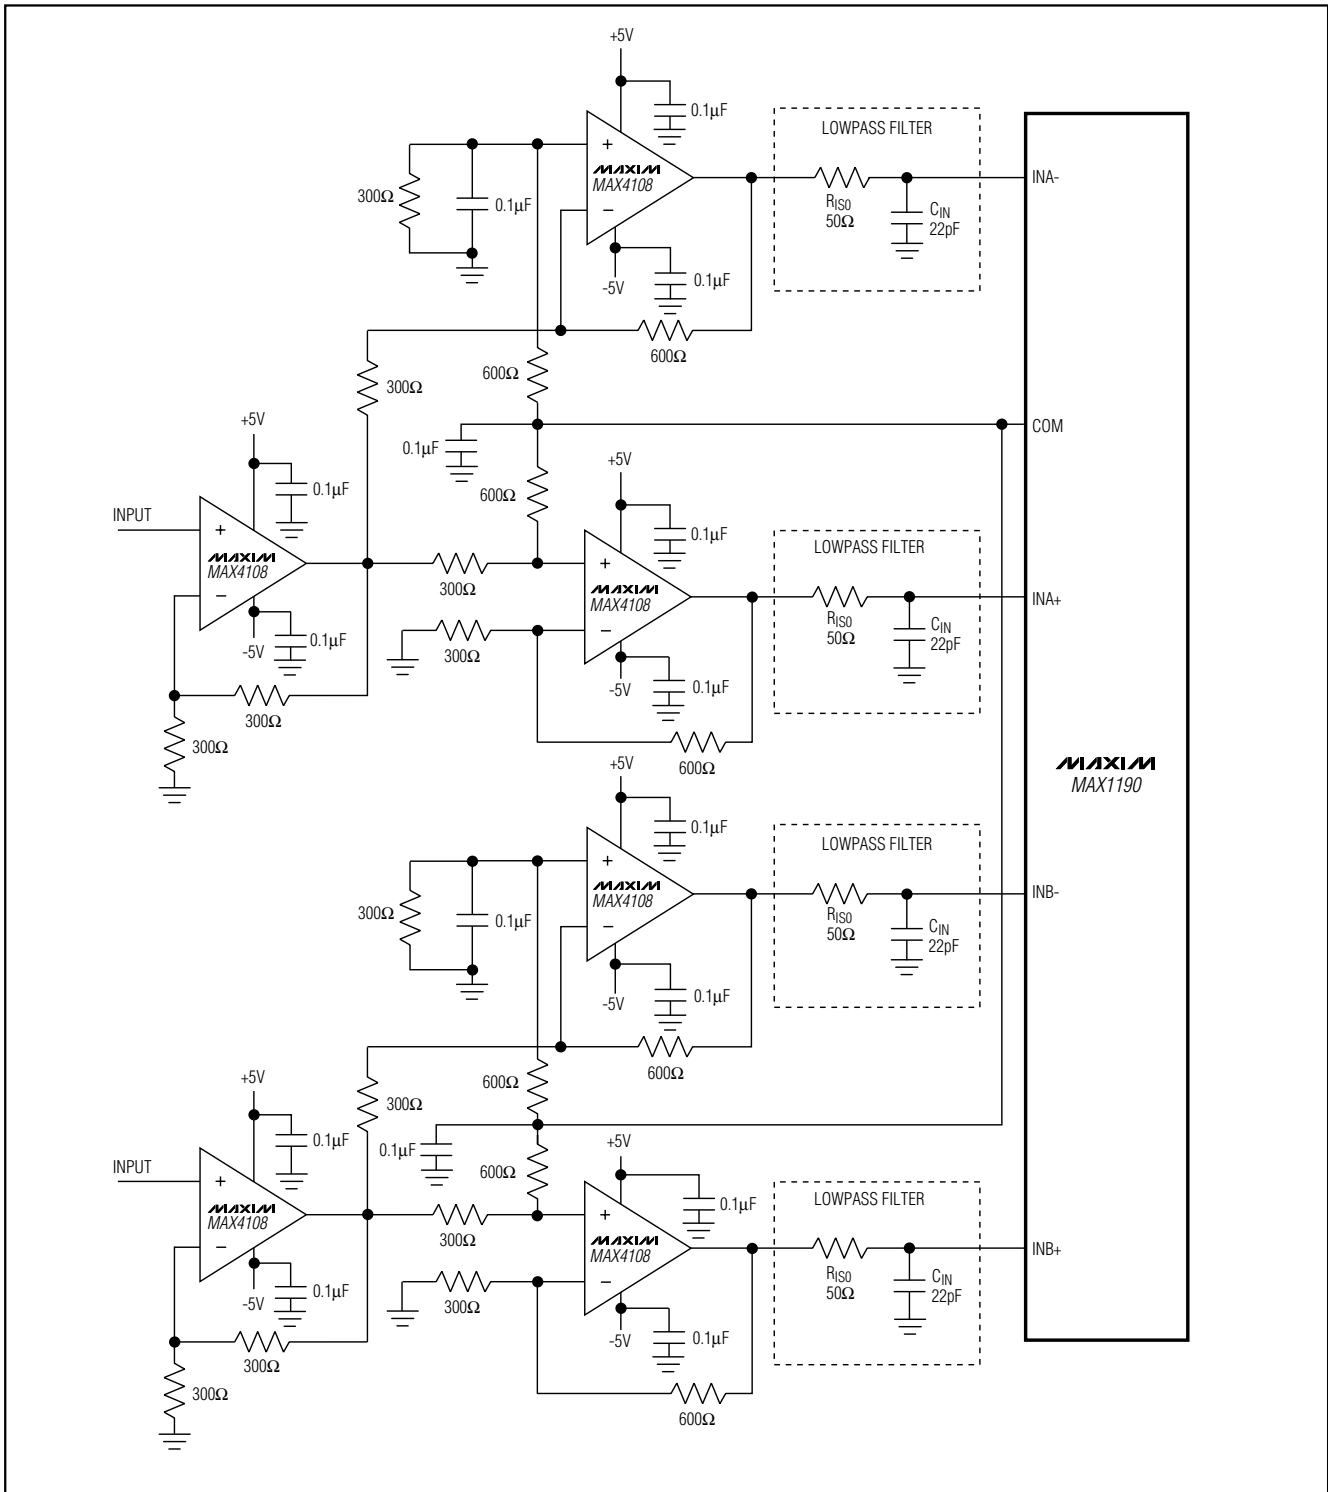 +5V
0.1µF
LOWPASS FILTER
+
MAXIM
MAX4108
300Ω
0.1µF
−
INA-
RISO
50Ω
CIN
22pF
-5V
0.1µF
600Ω
300Ω
600Ω
+5V
COM
0.1µF
+5V
0.1µF
600Ω
INPUT
0.1µF
LOWPASS FILTER
+
MAXIM
MAX4108
−
300Ω
+
MAXIM
MAX4108
−
INA+
RISO
50Ω
CIN
22pF
0.1µF
-5V
300Ω
-5V
0.1µF
300Ω
300Ω
600Ω
+5V
MAXIM
MAX1190
0.1µF
LOWPASS FILTER
+
MAXIM
MAX4108
300Ω
0.1µF
−
INB-
RISO
50Ω
CIN
22pF
-5V
0.1µF
600Ω
+5V
600Ω
300Ω
0.1µF
0.1µF
+5V
600Ω
INPUT
0.1µF
LOWPASS FILTER
+
MAXIM
MAX4108
−
300Ω
+
MAXIM
MAX4108
−
INB+
RISO
50Ω
CIN
22pF
0.1µF
-5V
300Ω
-5V
0.1µF
300Ω
300Ω
600Ω